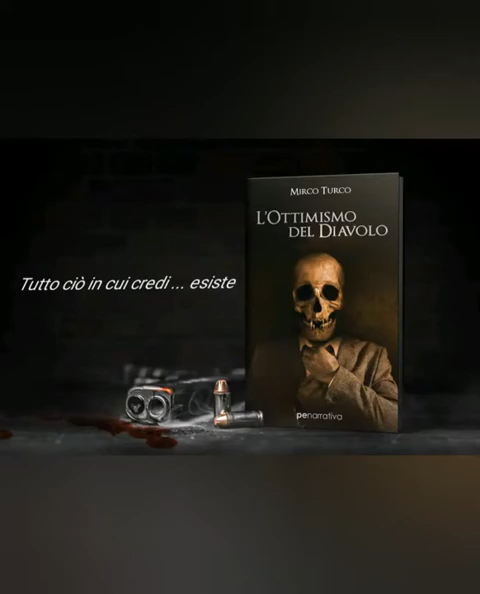 Tutto ciò in cui credi ... esiste
Mirco Turco
L'Ottimismo
del Diavolo
penarrativa